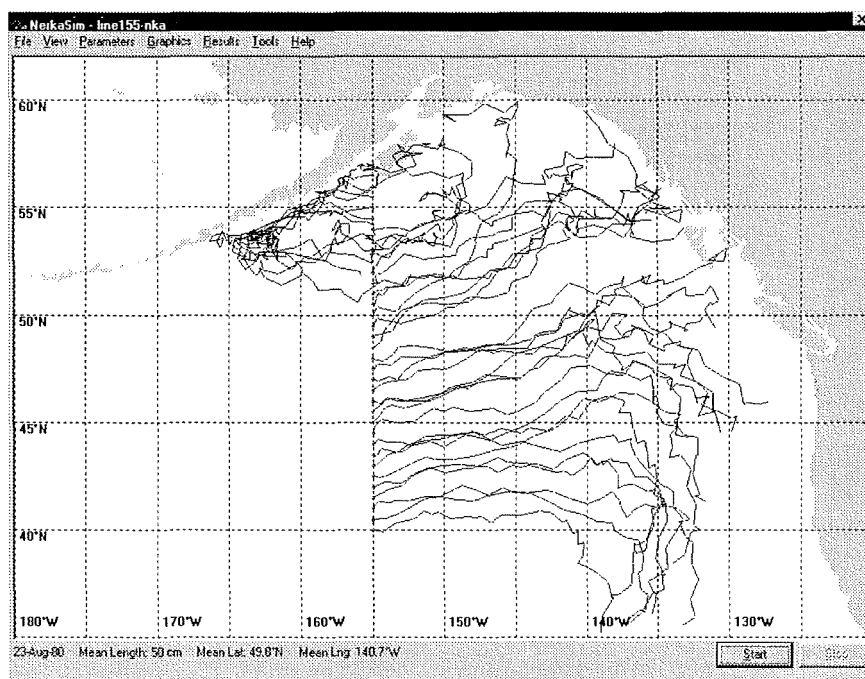 NerkaSim - line155-nka
File View Parameters Graphics Results Tools Help
60°N
55°N
50°N
45°N
40°N
180°W 170°W 160°W 150°W 140°W 130°W
23-Aug-80 Mean Length: 50 cm Mean Lat: 49.8°N Mean Lng: 140.7°W Start Stop